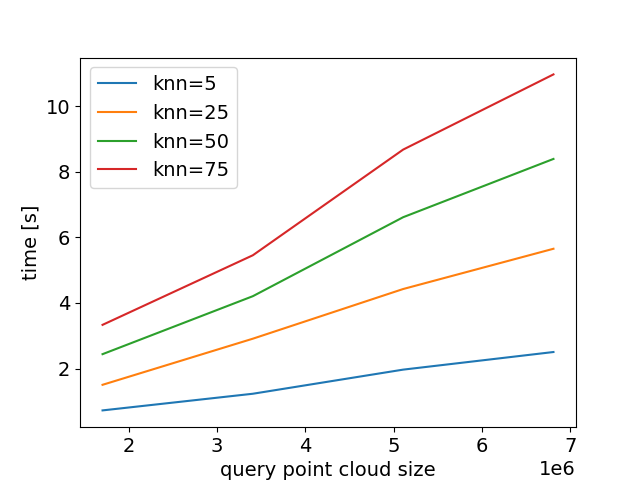 knn=5
knn=25
knn=50
knn=75
10
8
6
4
2
time [s]
2 3 4 5 6 7
1e6
query point cloud size